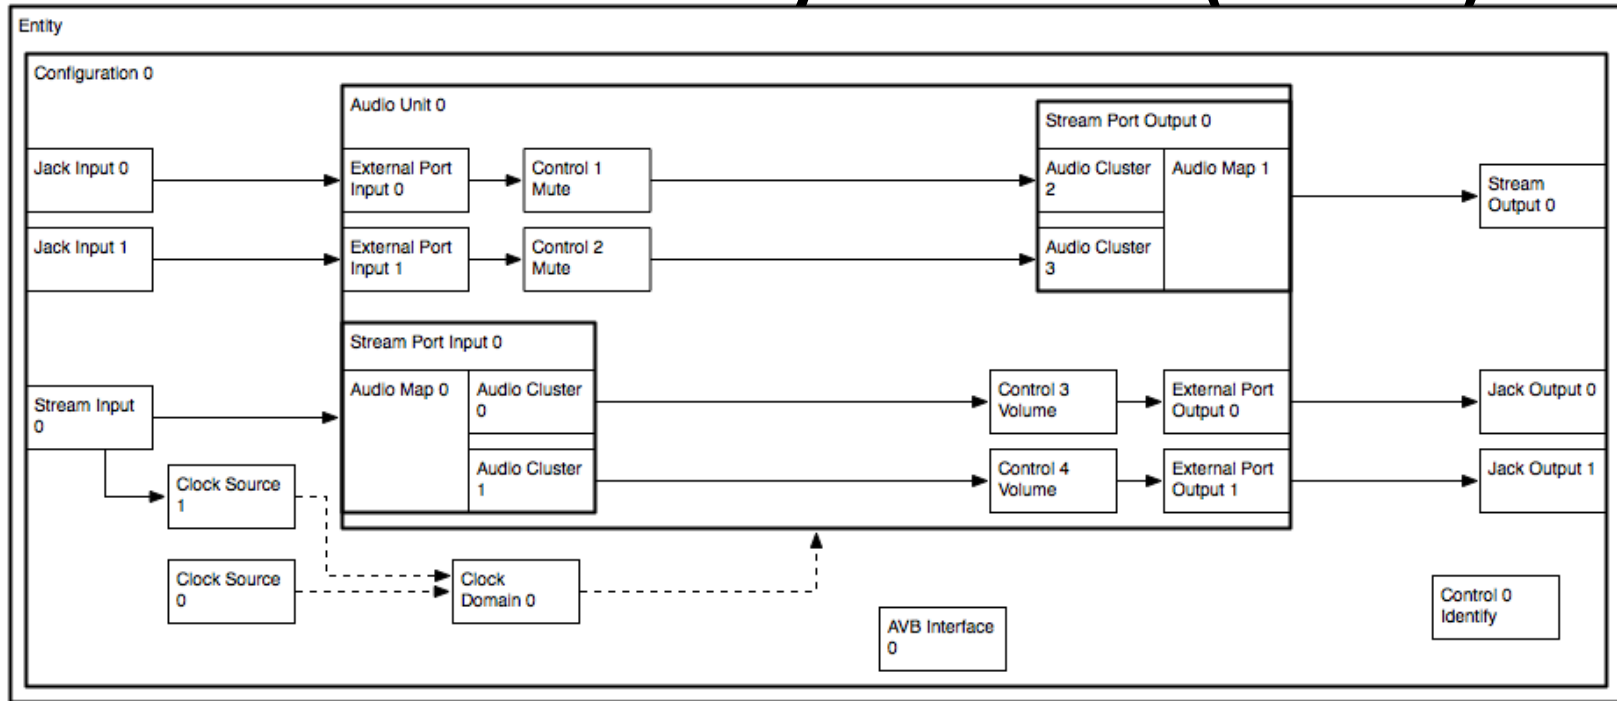 Entity
Configuration 0
Audio Unit 0
Stream Port Output 0
Jack Input 0
External Port
Input 0
Control 1
Mute
Audio Cluster
2
Audio Map 1
Stream
Output 0
Jack Input 1
External Port
Input 1
Control 2
Mute
Audio Cluster
3
Stream Port Input 0
Stream Input
0
Audio Map 0
Audio Cluster
0
Control 3
Volume
External Port
Output 0
Jack Output 0
Audio Cluster
1
Control 4
Volume
External Port
Output 1
Jack Output 1
Clock Source
1
Clock Source
0
Clock
Domain 0
AVB Interface
0
Control 0
Identify